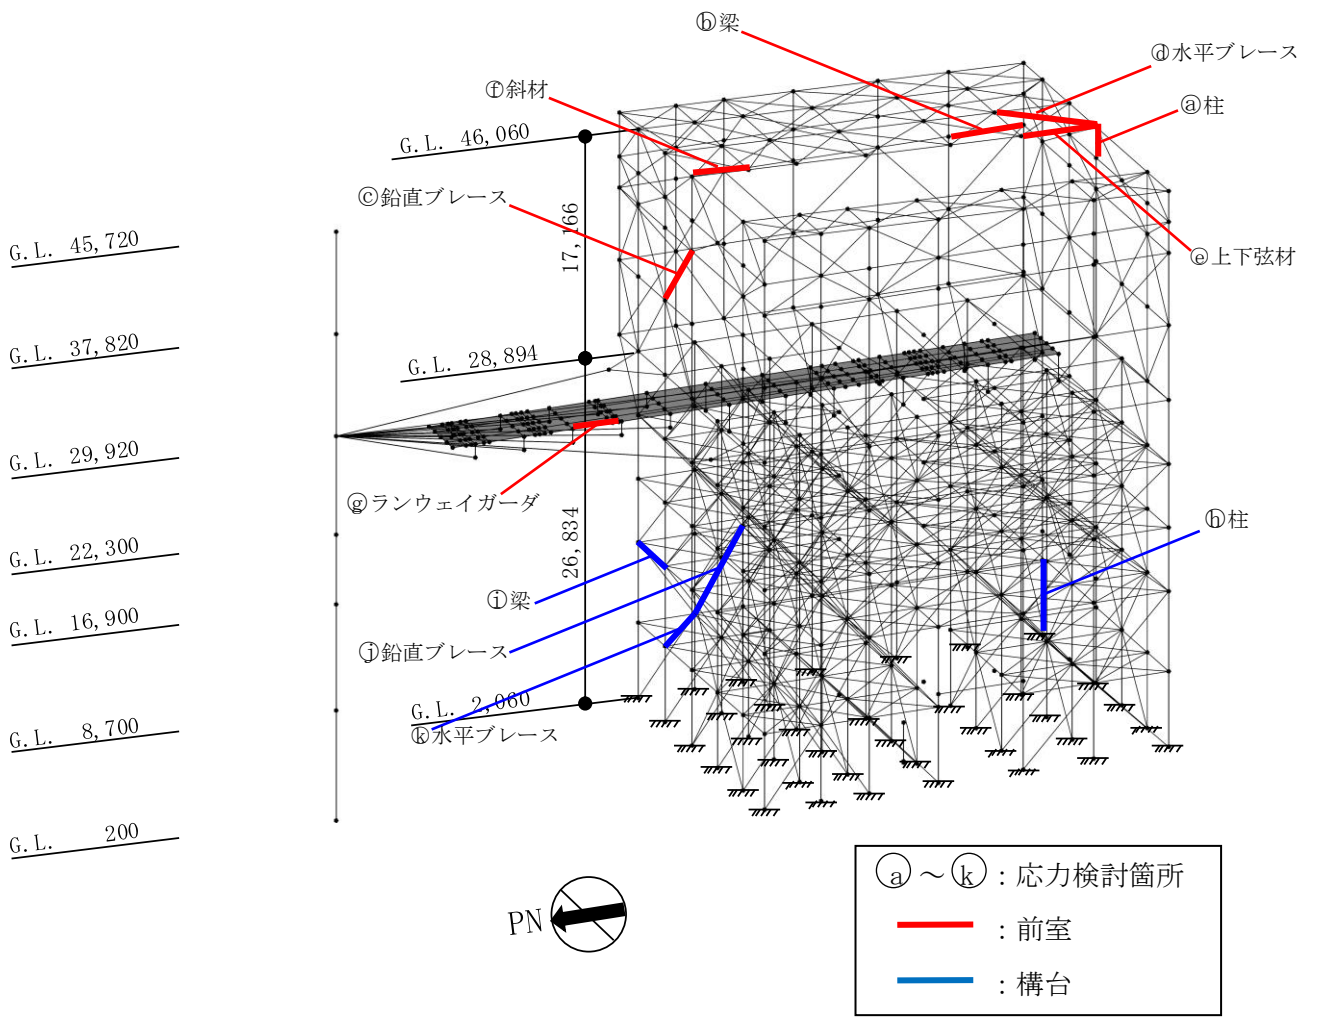 ⓑ梁
ⓓ水平ブレース
ⓕ斜材
ⓐ柱
G.L. 46,060
ⓒ鉛直ブレース
17,166
G.L. 45,720
ⓔ上下弦材
G.L. 37,820
G.L. 28,894
G.L. 29,920
ⓖランウェイガーダ
ⓗ柱
26,834
G.L. 22,300
ⓘ梁
G.L. 16,900
ⓙ鉛直ブレース
G.L. 2,060
ⓚ水平ブレース
G.L. 8,700
G.L. 200
PN
ⓐ～ⓚ：応力検討箇所
：前室
：構台